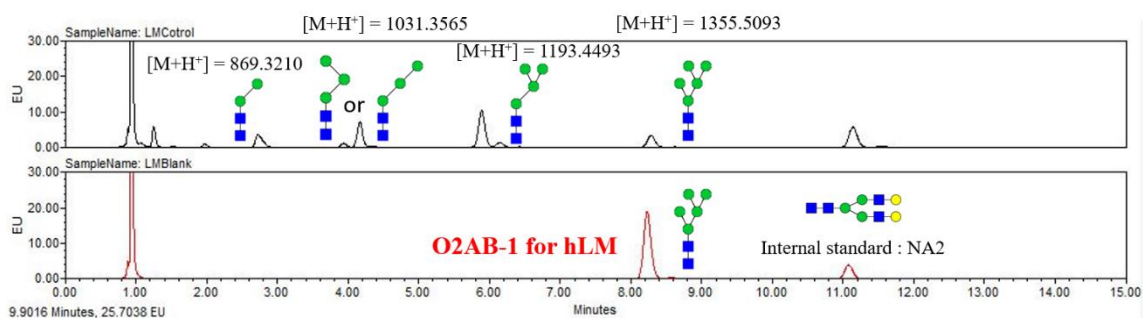 [M+H⁺] = 1031.3565
[M+H⁺] = 1355.5093
SampleName: LMCotrol
[M+H⁺] = 1193.4493
[M+H⁺] = 869.3210
or
30.00
20.00
EU
10.00
0.00
SampleName: LMBlank
30.00
20.00
EU
10.00
0.00
O2AB-1 for hLM
Internal standard : NA2
0.00 1.00 2.00 3.00 4.00 5.00 6.00 7.00 8.00 9.00 10.00 11.00 12.00 13.00 14.00 15.00
9.9016 Minutes, 25.7038 EU
Minutes